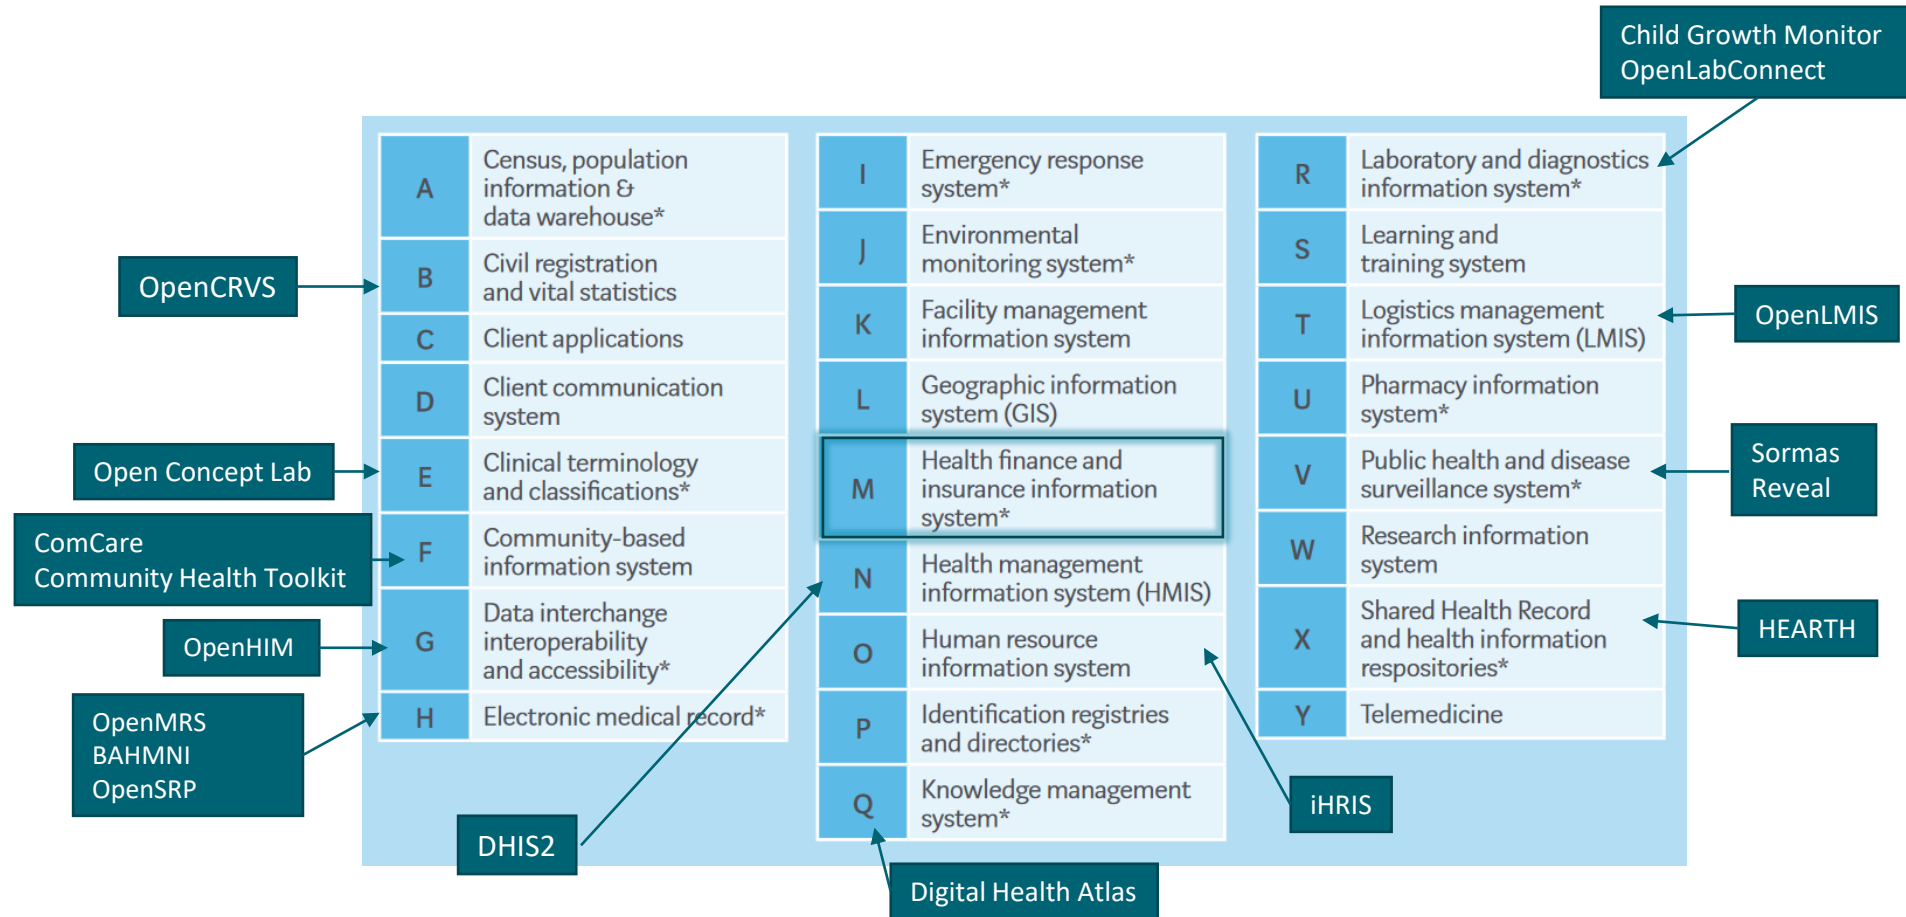 Child Growth Monitor
OpenLabConnect
A
Census, population
information &
data warehouse*
B
Civil registration
and vital statistics
C
Client applications
D
Client communication
system
E
Clinical terminology
and classifications*
F
Community-based
information system
G
Data interchange
interoperability
and accessibility*
H
Electronic medical record*
I
Emergency response
system*
J
Environmental
monitoring system*
K
Facility management
information system
L
Geographic information
system (GIS)
M
Health finance and
insurance information
system*
N
Health management
information system (HMIS)
O
Human resource
information system
P
Identification registries
and directories*
Q
Knowledge management
system*
R
Laboratory and diagnostics
information system*
S
Learning and
training system
T
Logistics management
information system (LMIS)
U
Pharmacy information
system*
V
Public health and disease
surveillance system*
W
Research information
system
X
Shared Health Record
and health information
respositories*
Y
Telemedicine
OpenCRVS
Open Concept Lab
ComCare
Community Health Toolkit
OpenHIM
OpenMRS
BAHMNI
OpenSRP
DHIS2
Digital Health Atlas
iHRIS
OpenLMIS
Sormas
Reveal
HEARTH